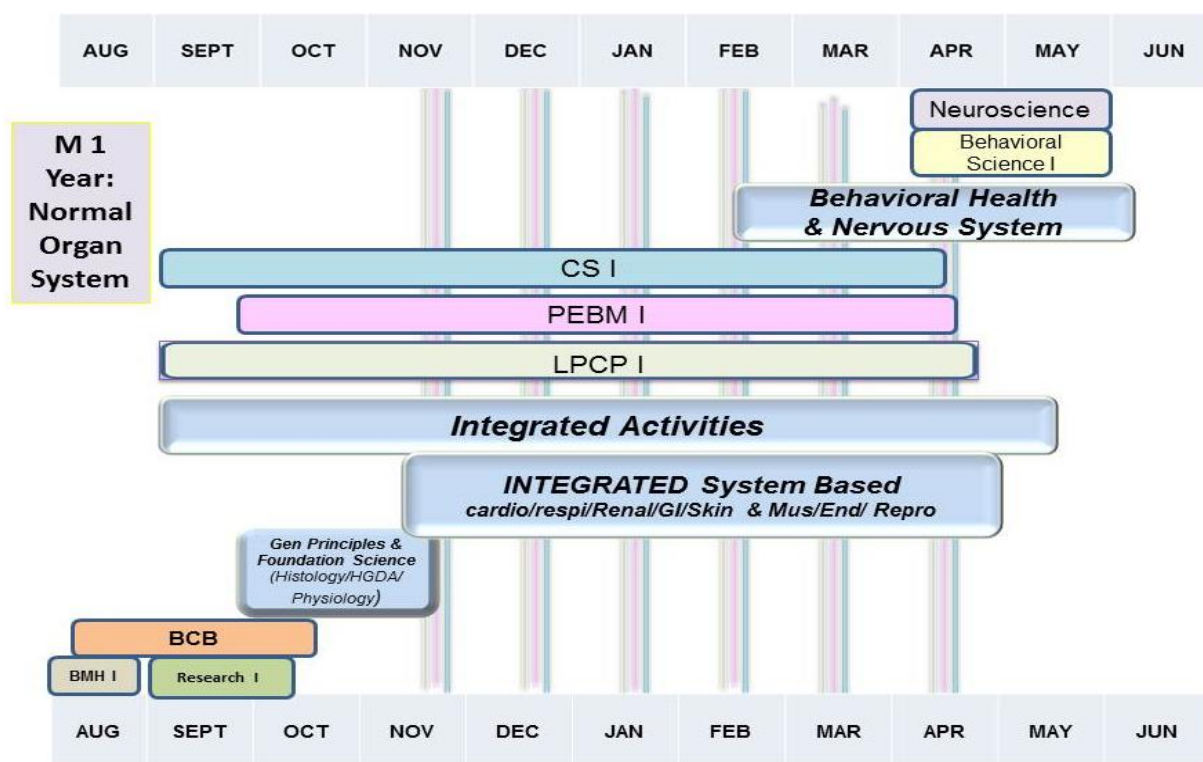 AUG SEPT OCT NOV DEC JAN FEB MAR APR MAY JUN
M 1
Year:
Normal
Organ
System
Neuroscience
Behavioral
Science I
Behavioral Health
& Nervous System
CS I
PEBM I
LPCP I
Integrated Activities
INTEGRATED System Based
cardio/respi/Renal/GI/Skin & Mus/End/ Repro
Gen Principles &
Foundation Science
(Histology/HGDA/
Physiology)
BCB
BMH I
Research I
AUG SEPT OCT NOV DEC JAN FEB MAR APR MAY JUN